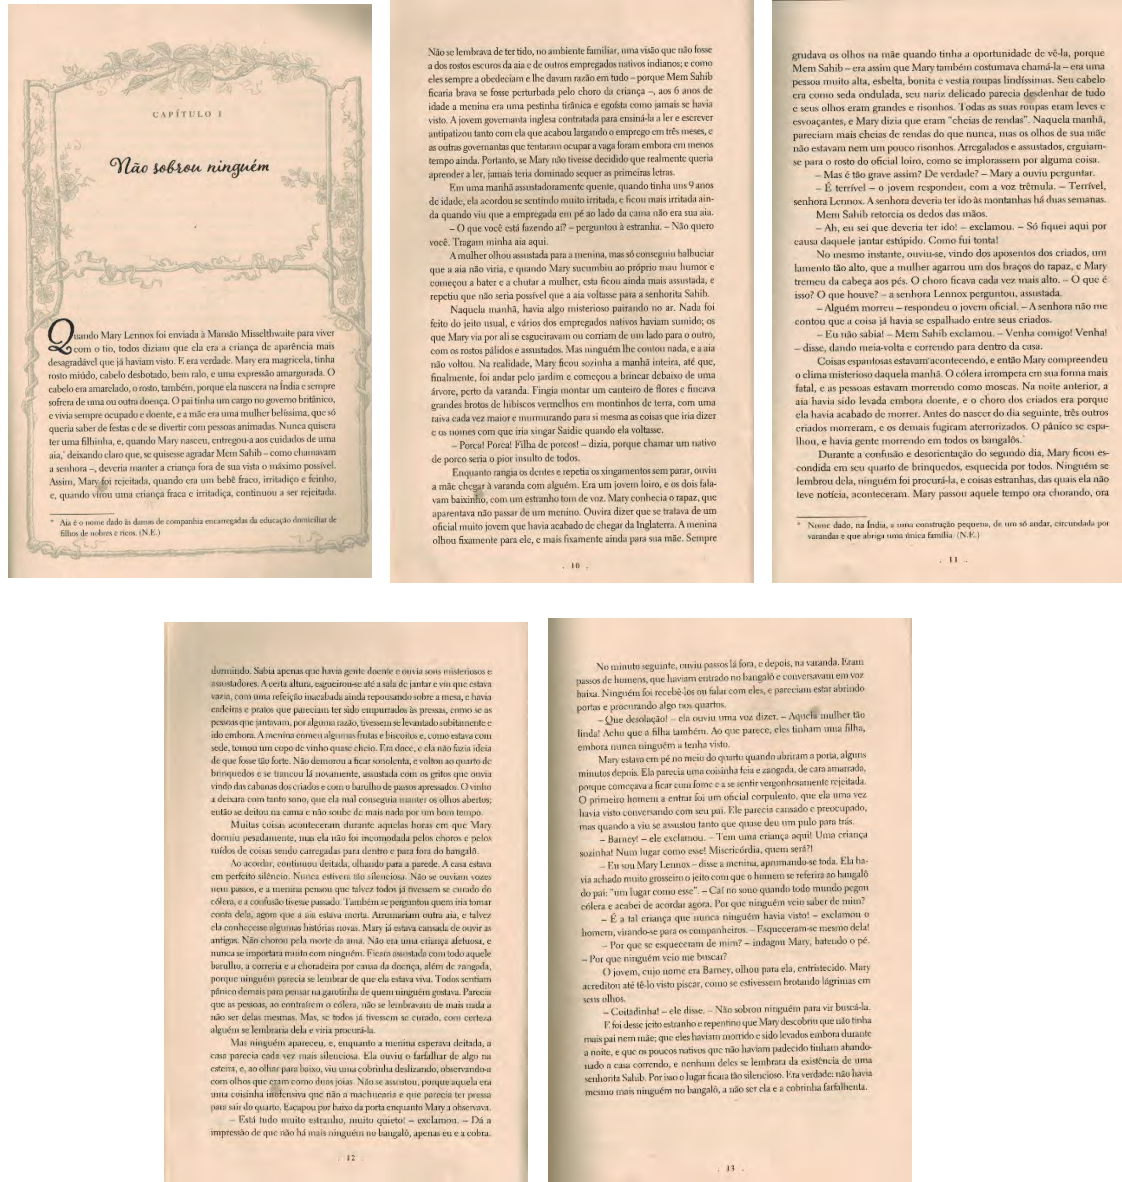 CAPÍTULO I
Não sobrou ninguém
Quando Mary Lennox foi enviada à Mansão Misselthwaite para viver
com o tio, todos diziam que ela era a criança de aparência mais
desagradável que já haviam visto. E era verdade. Mary era magricela, tinha
rosto miúdo, cabelo desbotado, bem ralo, e uma expressão amargurada. O
cabelo era amarelado, o rosto, também, porque ela nascera na Índia e sempre
sofrera de uma ou outra doença. O pai tinha um cargo no governo britânico,
e vivia sempre ocupado e doente, e a mãe era uma mulher belíssima, que só
queria saber de festas e de se divertir com pessoas animadas. Nunca quisera
ter uma filhinha, e, quando Mary nasceu, entregou-a aos cuidados de uma
aia,* deixando claro que, se quisesse agradar Mem Sahib – como chamavam
a senhora –, deveria manter a criança fora de sua vista o máximo possível.
Assim, Mary foi rejeitada, quando era um bebê fraco, irritadiço e feinho,
e, quando virou uma criança fraca e irritadiça, continuou a ser rejeitada.
* Aia é o nome dado às damas de companhia encarregadas da educação domiciliar de
filhos de nobres e ricos. (N.E.)
Não se lembrava de ter tido, no ambiente familiar, uma visão que não fosse
a dos rostos escuros da aia e de outros empregados nativos indianos; e como
eles sempre a obedeciam e lhe davam razão em tudo – porque Mem Sahib
ficaria brava se fosse perturbada pelo choro da criança –, aos 6 anos de
idade a menina era uma pestinha tirânica e egoísta como jamais se havia
visto. A jovem governanta inglesa contratada para ensiná-la a ler e escrever
antipatizou tanto com ela que acabou largando o emprego em três meses, e
as outras governantas que tentaram ocupar a vaga foram embora em menos
tempo ainda. Portanto, se Mary não tivesse decidido que realmente queria
aprender a ler, jamais teria dominado sequer as primeiras letras.
Em uma manhã assustadoramente quente, quando tinha uns 9 anos
de idade, ela acordou se sentindo muito irritada, e ficou mais irritada ain-
da quando viu que a empregada em pé ao lado da cama não era sua aia.
– O que você está fazendo aí? – perguntou à estranha. – Não quero
você. Tragam minha aia aqui.
A mulher olhou assustada para a menina, mas só conseguiu balbuciar
que a aia não viria, e quando Mary sucumbiu ao próprio mau humor e
começou a bater e a chutar a mulher, esta ficou ainda mais assustada, e
repetiu que não seria possível que a aia voltasse para a senhorita Sahib.
Naquela manhã, havia algo misterioso pairando no ar. Nada foi
feito do jeito usual, e vários dos empregados nativos haviam sumido; os
que Mary via por ali se esgueiravam ou corriam de um lado para o outro,
com os rostos pálidos e assustados. Mas ninguém lhe contou nada, e a aia
não voltou. Na realidade, Mary ficou sozinha a manhã inteira, até que,
finalmente, foi andar pelo jardim e começou a brincar debaixo de uma
árvore, perto da varanda. Fingia montar um canteiro de flores e fincava
grandes brotos de hibiscos vermelhos em montinhos de terra, com uma
raiva cada vez maior e murmurando para si mesma as coisas que iria dizer
e os nomes com que iria xingar Saidie quando ela voltasse.
– Porca! Porca! Filha de porcos! – dizia, porque chamar um nativo
de porco seria o pior insulto de todos.
Enquanto rangia os dentes e repetia os xingamentos sem parar, ouviu
a mãe chegar à varanda com alguém. Era um jovem loiro, e os dois fala-
vam baixinho, com um estranho tom de voz. Mary conhecia o rapaz, que
aparentava não passar de um menino. Ouvira dizer que se tratava de um
oficial muito jovem que havia acabado de chegar da Inglaterra. A menina
olhou fixamente para ele, e mais fixamente ainda para sua mãe. Sempre
. 10 .
grudava os olhos na mãe quando tinha a oportunidade de vê-la, porque
Mem Sahib – era assim que Mary também costumava chamá-la – era uma
pessoa muito alta, esbelta, bonita e vestia roupas lindíssimas. Seu cabelo
era como seda ondulada, seu nariz delicado parecia desdenhar de tudo
e seus olhos eram grandes e risonhos. Todas as suas roupas eram leves e
esvoaçantes, e Mary dizia que eram "cheias de rendas". Naquela manhã,
pareciam mais cheias de rendas do que nunca, mas os olhos de sua mãe
não estavam nem um pouco risonhos. Arregalados e assustados, erguiam-
se para o rosto do oficial loiro, como se implorassem por alguma coisa.
– Mas é tão grave assim? De verdade? – Mary a ouviu perguntar.
– É terrível – o jovem respondeu, com a voz trêmula. – Terrível,
senhora Lennox. A senhora deveria ter ido às montanhas há duas semanas.
Mem Sahib retorcia os dedos das mãos.
– Ah, eu sei que deveria ter ido! – exclamou. – Só fiquei aqui por
causa daquele jantar estúpido. Como fui tonta!
No mesmo instante, ouviu-se, vindo dos aposentos dos criados, um
lamento tão alto, que a mulher agarrou um dos braços do rapaz, e Mary
tremeu da cabeça aos pés. O choro ficava cada vez mais alto. – O que é
isso? O que houve? – a senhora Lennox perguntou, assustada.
– Alguém morreu – respondeu o jovem oficial. – A senhora não me
contou que a coisa já havia se espalhado entre seus criados.
– Eu não sabia! – Mem Sahib exclamou. – Venha comigo! Venha!
– disse, dando meia-volta e correndo para dentro da casa.
Coisas espantosas estavam acontecendo, e então Mary compreendeu
o clima misterioso daquela manhã. O cólera irrompera em sua forma mais
fatal, e as pessoas estavam morrendo como moscas. Na noite anterior, a
aia havia sido levada embora doente, e o choro dos criados era porque
ela havia acabado de morrer. Antes do nascer do dia seguinte, três outros
criados morreram, e os demais fugiram aterrorizados. O pânico se espa-
lhou, e havia gente morrendo em todos os bangalôs.*
Durante a confusão e desorientação do segundo dia, Mary ficou es-
condida em seu quarto de brinquedos, esquecida por todos. Ninguém se
lembrou dela, ninguém foi procurá-la, e coisas estranhas, das quais ela não
teve notícia, aconteceram. Mary passou aquele tempo ora chorando, ora
* Nome dado, na Índia, a uma construção pequena, de um só andar, circundada por
varandas e que abriga uma única família. (N.E.)
. 11 .
dormindo. Sabia apenas que havia gente doente e ouvia sons misteriosos e
assustadores. A certa altura, esgueirou-se até a sala de jantar e viu que estava
vazia, com uma refeição inacabada ainda repousando sobre a mesa, e havia
cadeiras e pratos que pareciam ter sido empurrados às pressas, como se as
pessoas que jantavam, por alguma razão, tivessem se levantado subitamente e
ido embora. A menina comeu algumas frutas e biscoitos e, como estava com
sede, tomou um copo de vinho quase cheio. Era doce, e ela não fazia ideia
de que fosse tão forte. Não demorou a ficar sonolenta, e voltou ao quarto de
brinquedos e se trancou lá novamente, assustada com os gritos que ouvia
vindo das cabanas dos criados e com o barulho de passos apressados. O vinho
a deixara com tanto sono, que ela mal conseguia manter os olhos abertos;
então se deitou na cama e não soube de mais nada por um bom tempo.
Muitas coisas aconteceram durante aquelas horas em que Mary
dormiu pesadamente, mas ela não foi incomodada pelos choros e pelos
ruídos de coisas sendo carregadas para dentro e para fora do bangalô.
Ao acordar, continuou deitada, olhando para a parede. A casa estava
em perfeito silêncio. Nunca estivera tão silenciosa. Não se ouviam vozes
nem passos, e a menina pensou que talvez todos já tivessem se curado do
cólera, e a confusão tivesse passado. Também se perguntou quem iria tomar
conta dela, agora que a aia estava morta. Arrumariam outra aia, e talvez
ela conhecesse algumas histórias novas. Mary já estava cansada de ouvir as
antigas. Não chorou pela morte da ama. Não era uma criança afetuosa, e
nunca se importara muito com ninguém. Ficara assustada com todo aquele
barulho, a correria e a choradeira por causa da doença, além de zangada,
porque ninguém parecia se lembrar de que ela estava viva. Todos sentiam
pânico demais para pensar na garotinha de quem ninguém gostava. Parecia
que as pessoas, ao contraírem o cólera, não se lembravam de mais nada a
não ser delas mesmas. Mas, se todos já tivessem se curado, com certeza
alguém se lembraria dela e viria procurá-la.
Mas ninguém apareceu, e, enquanto a menina esperava deitada, a
casa parecia cada vez mais silenciosa. Ela ouviu o farfalhar de algo na
esteira, e, ao olhar para baixo, viu uma cobrinha deslizando, observando-a
com olhos que eram como duas joias. Não se assustou, porque aquela era
uma coisinha inofensiva que não a machucaria e que parecia ter pressa
para sair do quarto. Escapou por baixo da porta enquanto Mary a observava.
– Está tudo muito estranho, muito quieto! – exclamou. – Dá a
impressão de que não há mais ninguém no bangalô, apenas eu e a cobra.
. 12 .
No minuto seguinte, ouviu passos lá fora, e depois, na varanda. Eram
passos de homens, que haviam entrado no bangalô e conversavam em voz
baixa. Ninguém foi recebê-los ou falar com eles, e pareciam estar abrindo
portas e procurando algo nos quartos.
– Que desolação! – ela ouviu uma voz dizer. – Aquela mulher tão
linda! Acho que a filha também. Ao que parece, eles tinham uma filha,
embora nunca ninguém a tenha visto.
Mary estava em pé no meio do quarto quando abriram a porta, alguns
minutos depois. Ela parecia uma coisinha feia e zangada, de cara amarrada,
porque começava a ficar com fome e a se sentir vergonhosamente rejeitada.
O primeiro homem a entrar foi um oficial corpulento, que ela uma vez
havia visto conversando com seu pai. Ele parecia cansado e preocupado,
mas quando a viu se assustou tanto que quase deu um pulo para trás.
– Barney! – ele exclamou. – Tem uma criança aqui! Uma criança
sozinha! Num lugar como esse! Misericórdia, quem será?!
– Eu sou Mary Lennox – disse a menina, aprumando-se toda. Ela ha-
via achado muito grosseiro o jeito com que o homem se referira ao bangalô
do pai: "um lugar como esse". – Caí no sono quando todo mundo pegou
cólera e acabei de acordar agora. Por que ninguém veio saber de mim?
– É a tal criança que nunca ninguém havia visto! – exclamou o
homem, virando-se para os companheiros. – Esqueceram-se mesmo dela!
– Por que se esqueceram de mim? – indagou Mary, batendo o pé.
– Por que ninguém veio me buscar?
O jovem, cujo nome era Barney, olhou para ela, entristecido. Mary
acreditou até tê-lo visto piscar, como se estivessem brotando lágrimas em
seus olhos.
– Coitadinha! – ele disse. – Não sobrou ninguém para vir buscá-la.
E foi desse jeito estranho e repentino que Mary descobriu que não tinha
mais pai nem mãe; que eles haviam morrido e sido levados embora durante
a noite, e que os poucos nativos que não haviam padecido tinham abando-
nado a casa correndo, e nenhum deles se lembrara da existência de uma
senhorita Sahib. Por isso o lugar ficara tão silencioso. Era verdade: não havia
mesmo mais ninguém no bangalô, a não ser ela e a cobrinha farfalhenta.
. 13 .